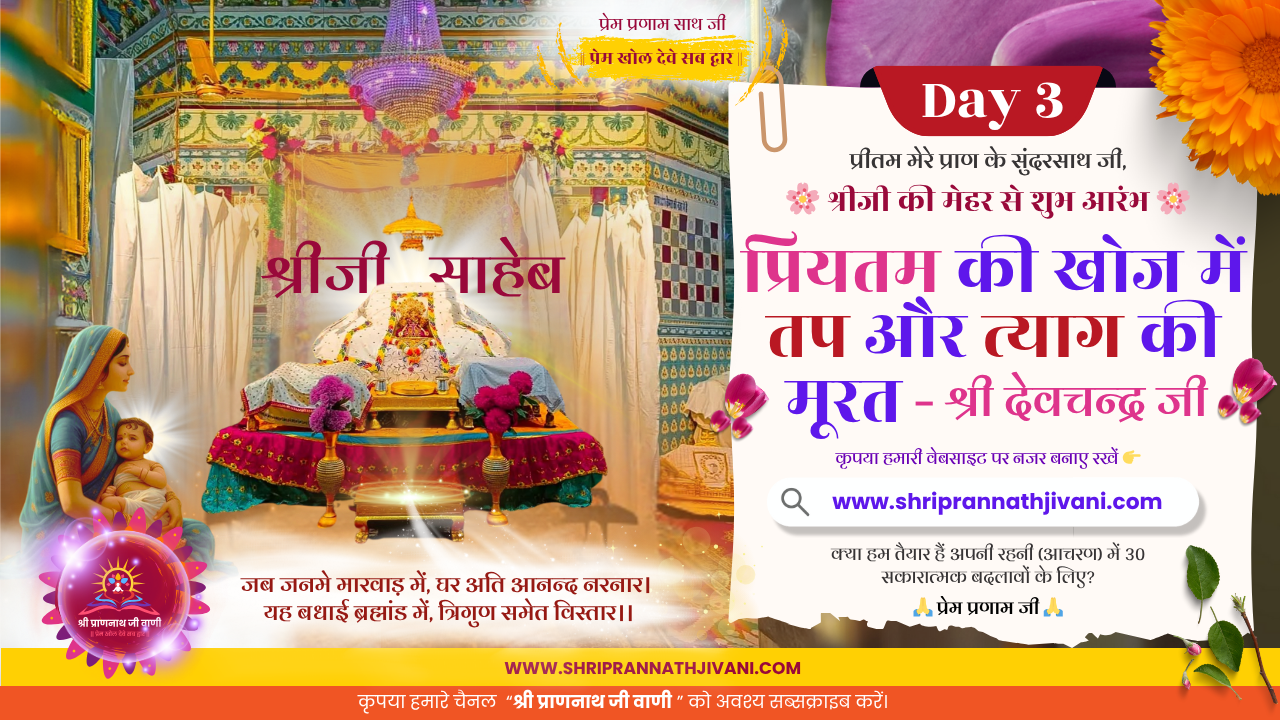 प्रेम प्रणाम साथ जी
॥ प्रेम खोल देवे सब द्वार ॥
श्रीजी साहेब
जब जनमे मारवाड़ में, घर अति आनन्द नरनार।
यह बधाई ब्रह्मांड में, त्रिगुण समेत विस्तार।।
श्री प्राणनाथ जी वाणी
॥ प्रेम खोल देवे सब द्वार ॥
Day 3
प्रीतम मेरे प्राण के सुंदरसाथ जी,
🌸 श्रीजी की मेहर से शुभ आरंभ 🌸
प्रियतम की खोज में
तप और त्याग की
मूरत - श्री देवचन्द्र जी
कृपया हमारी वेबसाइट पर नजर बनाए रखें 👉
www.shriprannathjivani.com
क्या हम तैयार हैं अपनी रहनी (आचरण) में 30
सकारात्मक बदलावों के लिए?
🙏 प्रेम प्रणाम जी 🙏
WWW.SHRIPRANNATHJIVANI.COM
कृपया हमारे चैनल “श्री प्राणनाथ जी वाणी ” को अवश्य सब्सक्राइब करें।